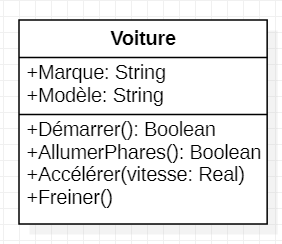 Voiture
+Marque: String
+Modèle: String
+Démarrer(): Boolean
+AllumerPhares(): Boolean
+Accélérer(vitesse: Real)
+Freiner()